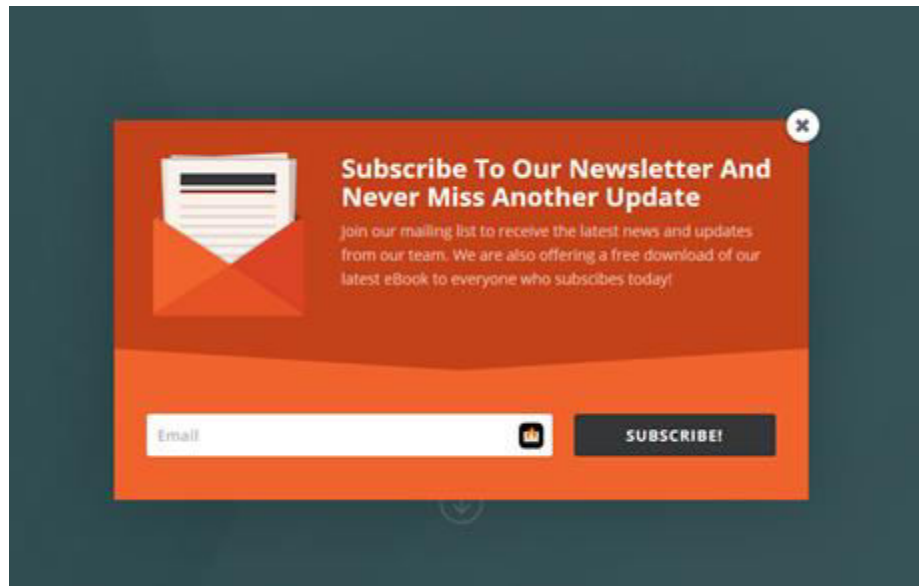 Subscribe To Our Newsletter And
Never Miss Another Update
Join our mailing list to receive the latest news and updates
from our team. We are also offering a free download of our
latest eBook to everyone who subscibes today!
Email
SUBSCRIBE!